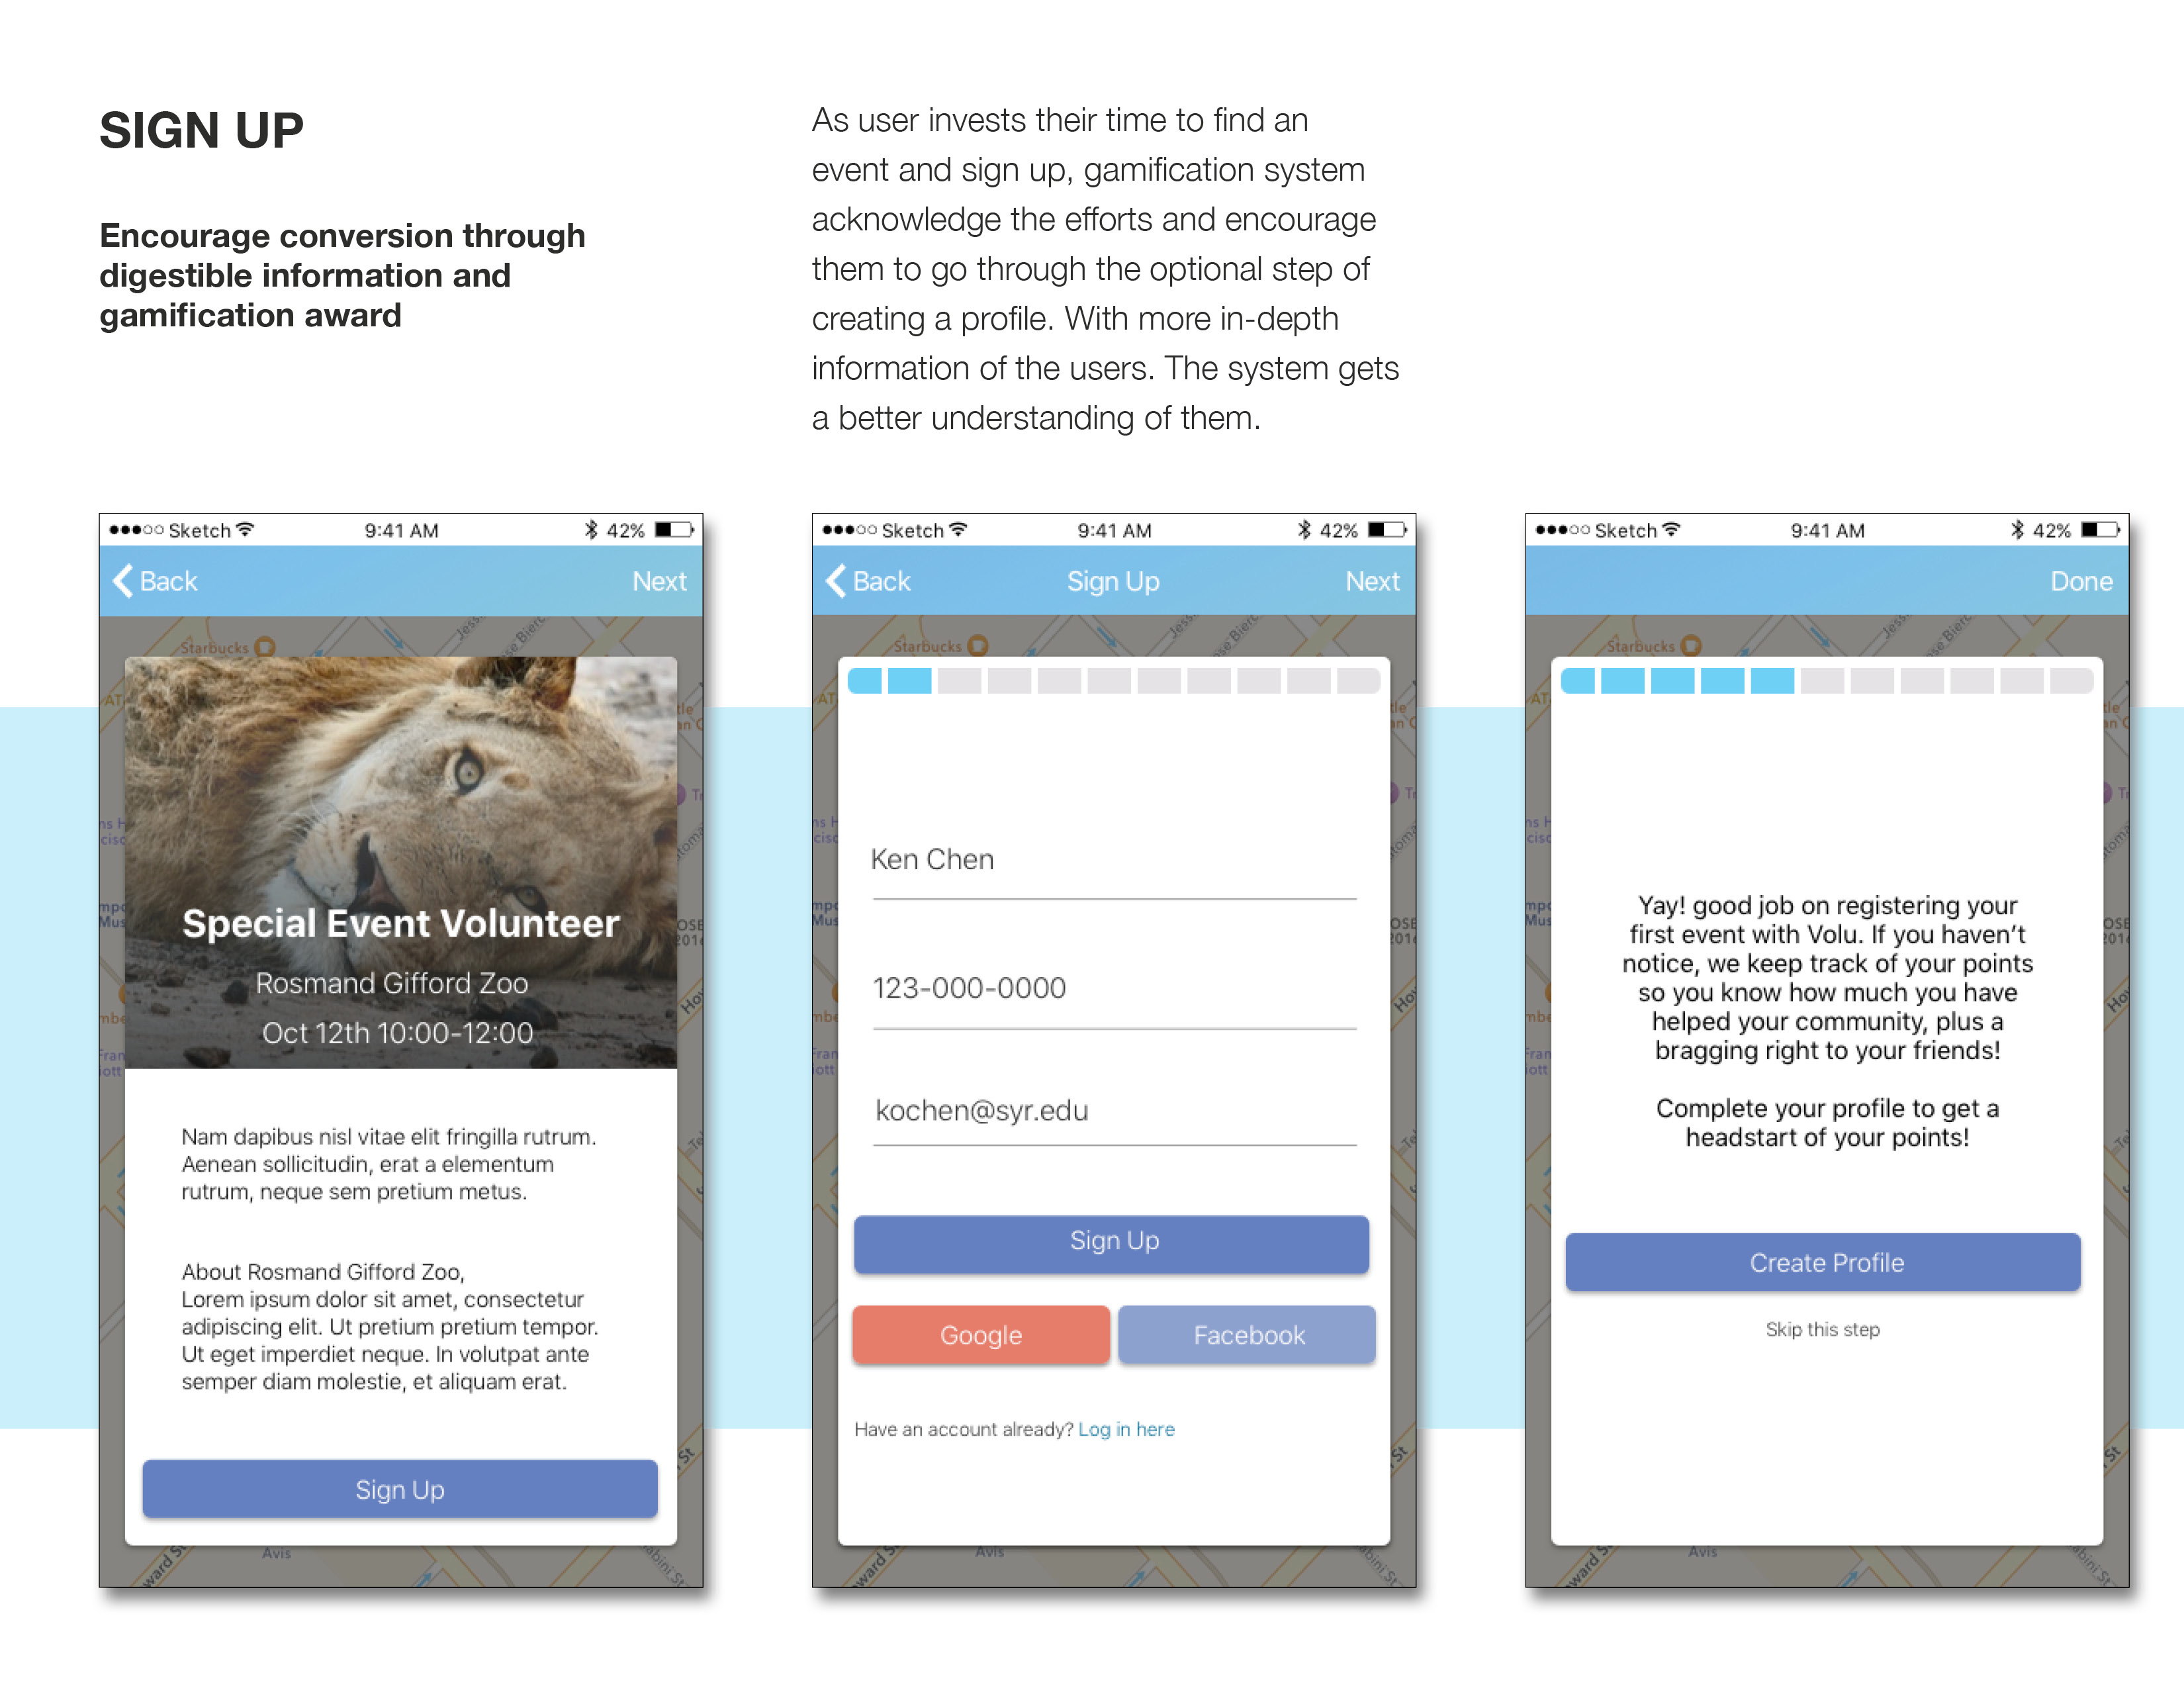 SIGN UP
Encourage conversion through
digestible information and
gamification award
As user invests their time to find an
event and sign up, gamification system
acknowledge the efforts and encourage
them to go through the optional step of
creating a profile. With more in-depth
information of the users. The system gets
a better understanding of them.
Sketch 9:41 AM 42%
Back Next
Starbucks
Special Event Volunteer
Rosmand Gifford Zoo
Oct 12th 10:00-12:00
Nam dapibus nisl vitae elit fringilla rutrum.
Aenean sollicitudin, erat a elementum
rutrum, neque sem pretium metus.
About Rosmand Gifford Zoo,
Lorem ipsum dolor sit amet, consectetur
adipiscing elit. Ut pretium pretium tempor.
Ut eget imperdiet neque. In volutpat ante
semper diam molestie, et aliquam erat.
Sign Up
Avis
Sketch 9:41 AM 42%
Back Sign Up Next
Starbucks
Ken Chen
123-000-0000
kochen@syr.edu
Sign Up
Google Facebook
Have an account already? Log in here
Avis
Sketch 9:41 AM 42%
Done
Starbucks
Yay! good job on registering your
first event with Volu. If you haven't
notice, we keep track of your points
so you know how much you have
helped your community, plus a
bragging right to your friends!
Complete your profile to get a
headstart of your points!
Create Profile
Skip this step
Avis